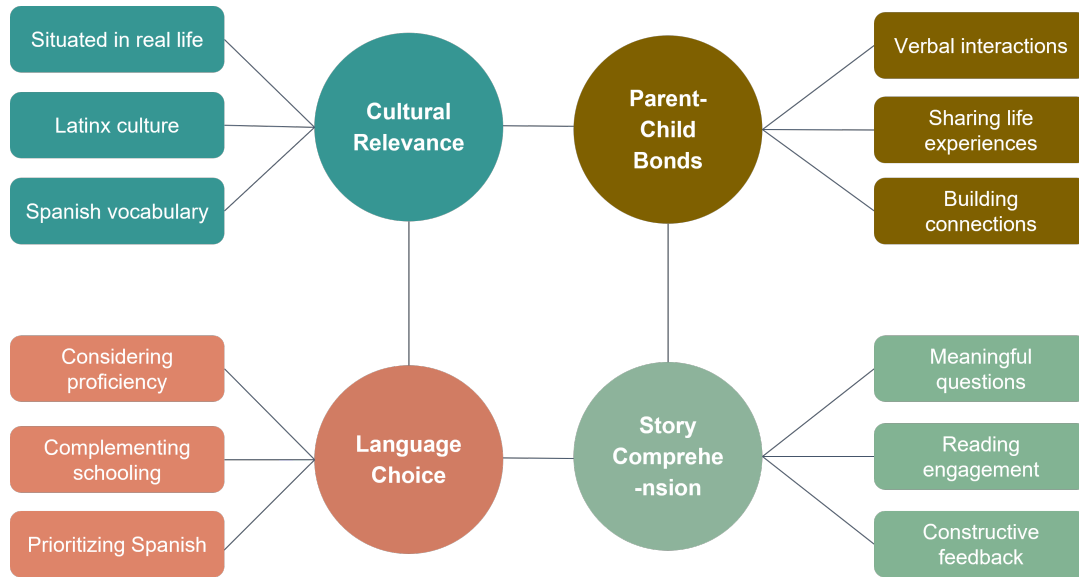 Situated in real life
Latinx culture
Spanish vocabulary
Cultural
Relevance
Parent-
Child
Bonds
Verbal interactions
Sharing life
experiences
Building
connections
Considering
proficiency
Complementing
schooling
Prioritizing Spanish
Language
Choice
Story
Comprehe
-nsion
Meaningful
questions
Reading
engagement
Constructive
feedback